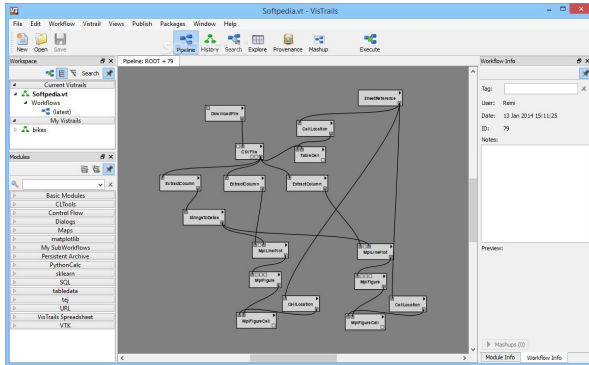 Softpedia.vt - VisTrails
File Edit Workflow Vistrail Views Publish Packages Window Help
New Open Save Pipeline History Search Explore Provenance Mashup Execute
Workspace
Search
Current Vistrails
Softpedia.vt
Workflows
(latest)
My Vistrails
bikes
Modules
Basic Modules
CLTools
Control Flow
Dialogs
Maps
matplotlib
My SubWorkflows
Persistent Archive
PythonCalc
sklearn
SQL
tabledata
tej
URL
VisTrails Spreadsheet
VTK
Pipeline: ROOT + 79
SheetReference
DownloadFile
CellLocation
CSVFile
TableCell
ExtractColumn
ExtractColumn
ExtractColumn
StringsToDates
MplLinePlot
MplLinePlot
MplFigure
MplFigure
CellLocation
CellLocation
MplFigureCell
MplFigureCell
Workflow Info
Tag:
User: Remi
Date: 13 Jan 2014 15:11:25
ID: 79
Notes:
Preview:
Mashups (0)
Module Info Workflow Info